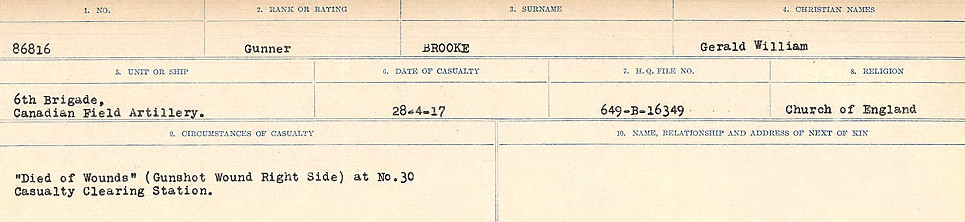 1. NO.
2. RANK OR RATING
3. SURNAME
4. CHRISTIAN NAMES
86816
Gunner
BROOKE
Gerald William
5. UNIT OR SHIP
6. DATE OF CASUALTY
7. H. Q. FILE NO.
8. RELIGION
6th Brigade,
Canadian Field Artillery.
28-4-17
649-B-16349
Church of England
9. CIRCUMSTANCES OF CASUALTY
10. NAME, RELATIONSHIP AND ADDRESS OF NEXT OF KIN
"Died of Wounds" (Gunshot Wound Right Side) at No.30
Casualty Clearing Station.